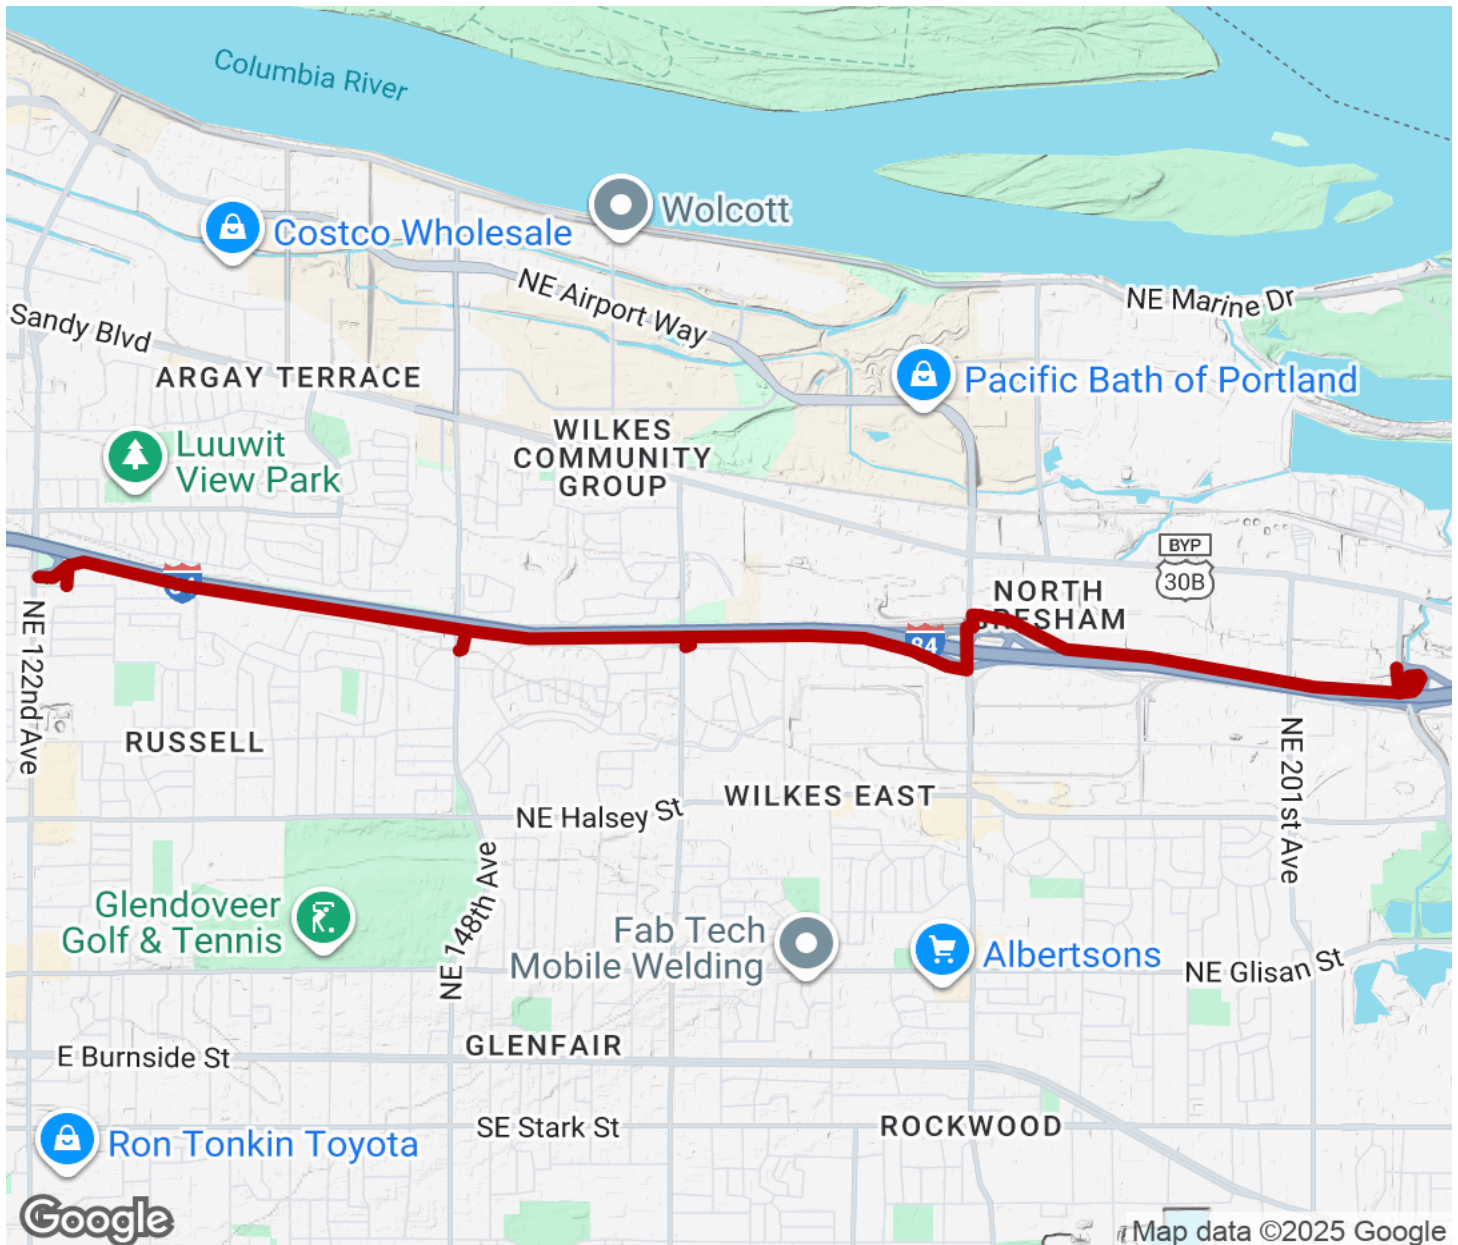 Columbia River
Wolcott
Costco Wholesale
NE Airport Way
NE Marine Dr
Sandy Blvd
ARGAY TERRACE
Pacific Bath of Portland
Luuwit
View Park
WILKES
COMMUNITY
GROUP
BYP
30B
NORTH
RESHAM
84
NE 122nd Ave
RUSSELL
NE 201st Ave
WILKES EAST
NE Halsey St
NE 148th Ave
Glendoveer
Golf & Tennis
Fab Tech
Mobile Welding
Albertsons
NE Glisan St
E Burnside St
GLENFAIR
SE Stark St
ROCKWOOD
Ron Tonkin Toyota
Google
Map data ©2025 Google